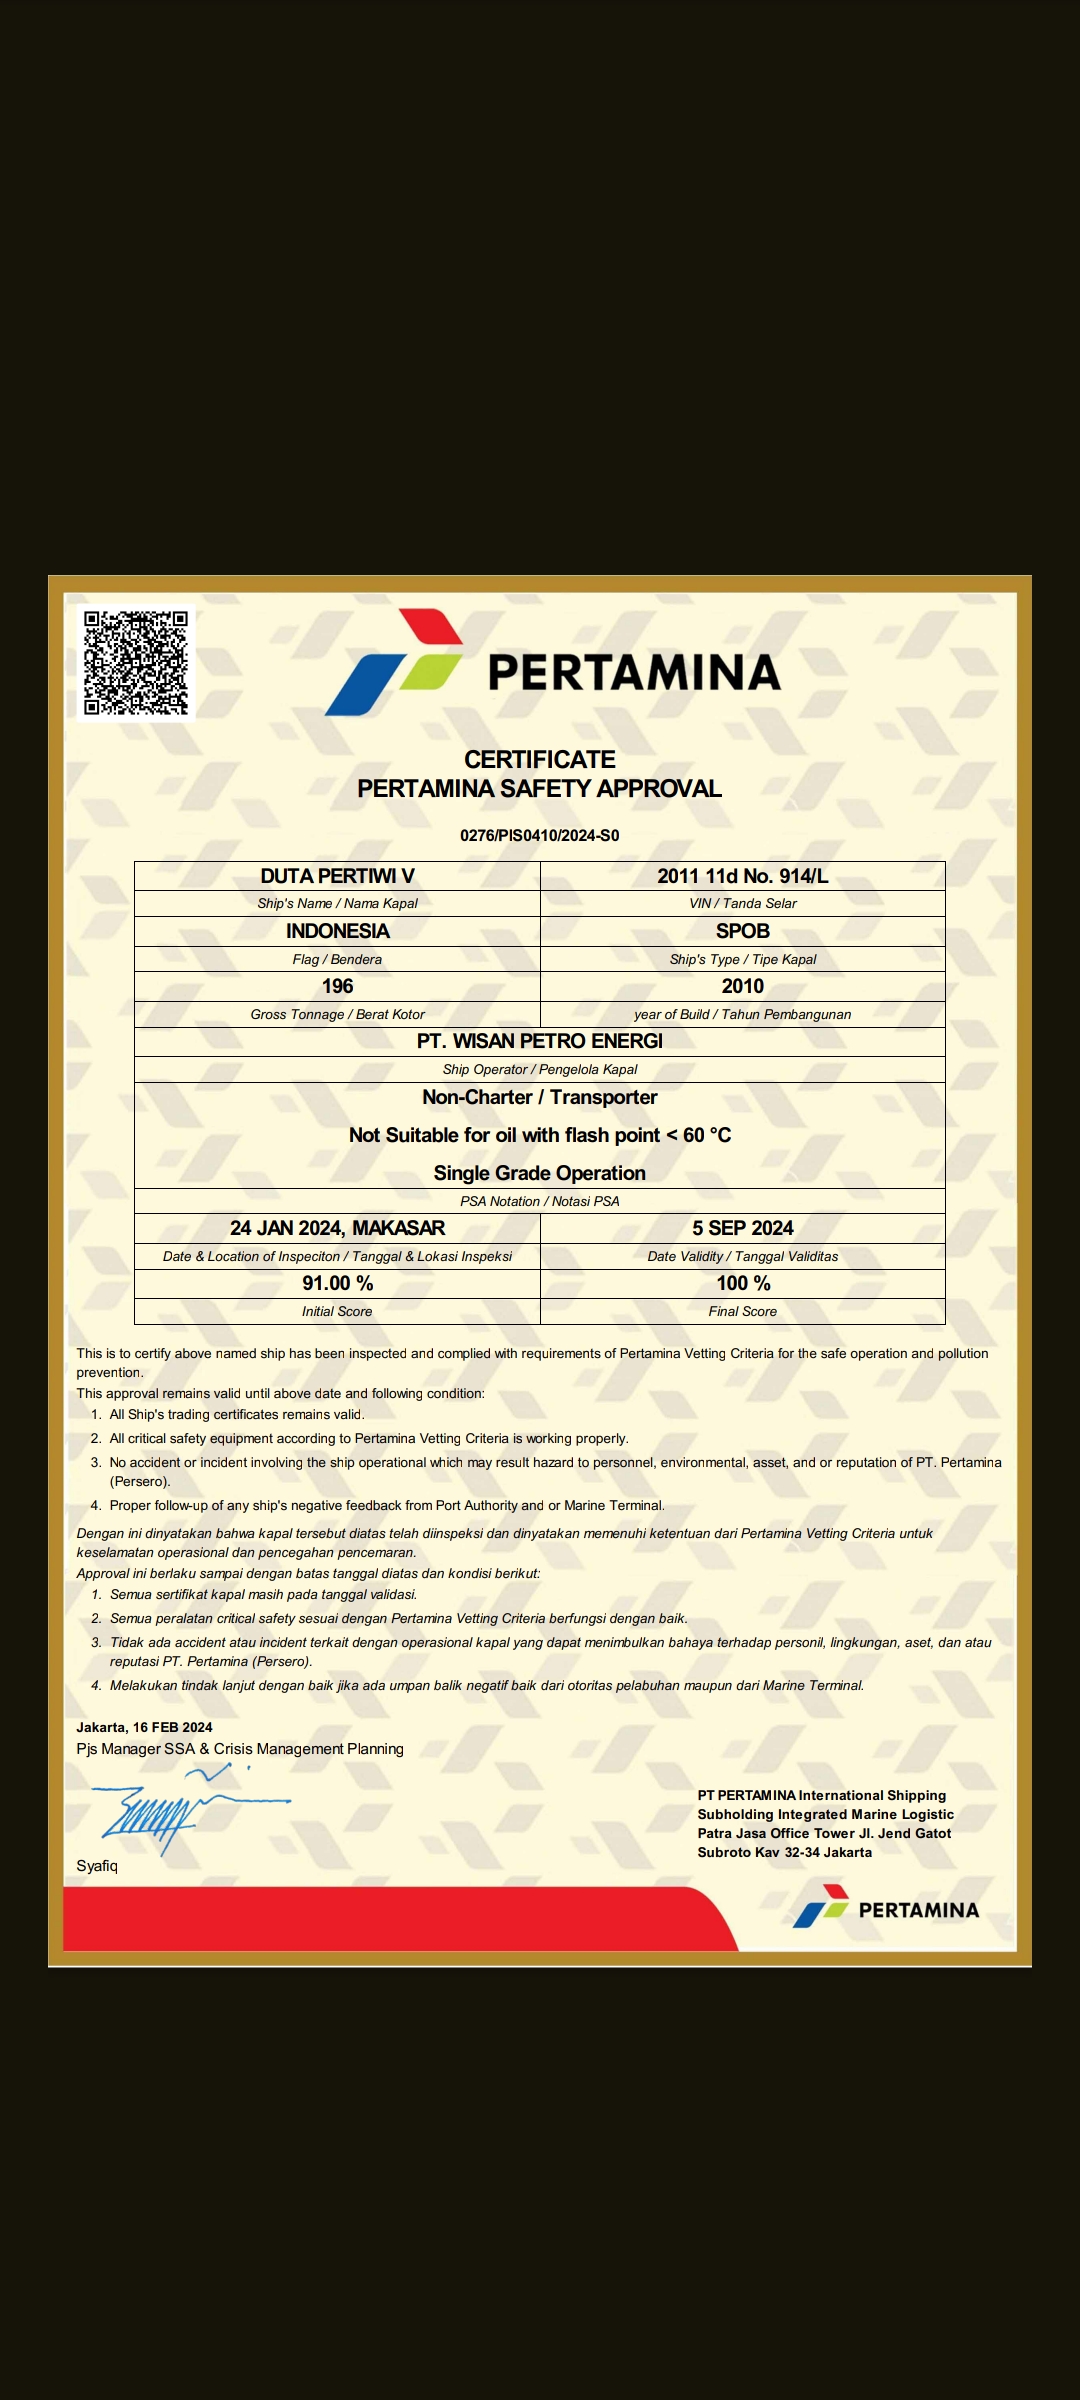 PERTAMINA
CERTIFICATE
PERTAMINA SAFETY APPROVAL
0276/PIS0410/2024-S0
DUTA PERTIWI V
2011 11d No. 914/L
Ship's Name / Nama Kapal
VIN / Tanda Selar
INDONESIA
SPOB
Flag / Bendera
Ship's Type / Tipe Kapal
196
2010
Gross Tonnage / Berat Kotor
year of Build / Tahun Pembangunan
PT. WISAN PETRO ENERGI
Ship Operator / Pengelola Kapal
Non-Charter / Transporter
Not Suitable for oil with flash point < 60 °C
Single Grade Operation
PSA Notation / Notasi PSA
24 JAN 2024, MAKASAR
5 SEP 2024
Date & Location of Inspeciton / Tanggal & Lokasi Inspeksi
Date Validity / Tanggal Validitas
91.00 %
100 %
Initial Score
Final Score
This is to certify above named ship has been inspected and complied with requirements of Pertamina Vetting Criteria for the safe operation and pollution
prevention.
This approval remains valid until above date and following condition:
1. All Ship's trading certificates remains valid.
2. All critical safety equipment according to Pertamina Vetting Criteria is working properly.
3. No accident or incident involving the ship operational which may result hazard to personnel, environmental, asset, and or reputation of PT. Pertamina
(Persero).
4. Proper follow-up of any ship's negative feedback from Port Authority and or Marine Terminal.
Dengan ini dinyatakan bahwa kapal tersebut diatas telah diinspeksi dan dinyatakan memenuhi ketentuan dari Pertamina Vetting Criteria untuk
keselamatan operasional dan pencegahan pencemaran.
Approval ini berlaku sampai dengan batas tanggal diatas dan kondisi berikut:
1. Semua sertifikat kapal masih pada tanggal validasi.
2. Semua peralatan critical safety sesuai dengan Pertamina Vetting Criteria berfungsi dengan baik.
3. Tidak ada accident atau incident terkait dengan operasional kapal yang dapat menimbulkan bahaya terhadap personil, lingkungan, aset, dan atau
reputasi PT. Pertamina (Persero).
4. Melakukan tindak lanjut dengan baik jika ada umpan balik negatif baik dari otoritas pelabuhan maupun dari Marine Terminal.
Jakarta, 16 FEB 2024
Pjs Manager SSA & Crisis Management Planning
Syafiq
PT PERTAMINA International Shipping
Subholding Integrated Marine Logistic
Patra Jasa Office Tower Jl. Jend Gatot
Subroto Kav 32-34 Jakarta
PERTAMINA